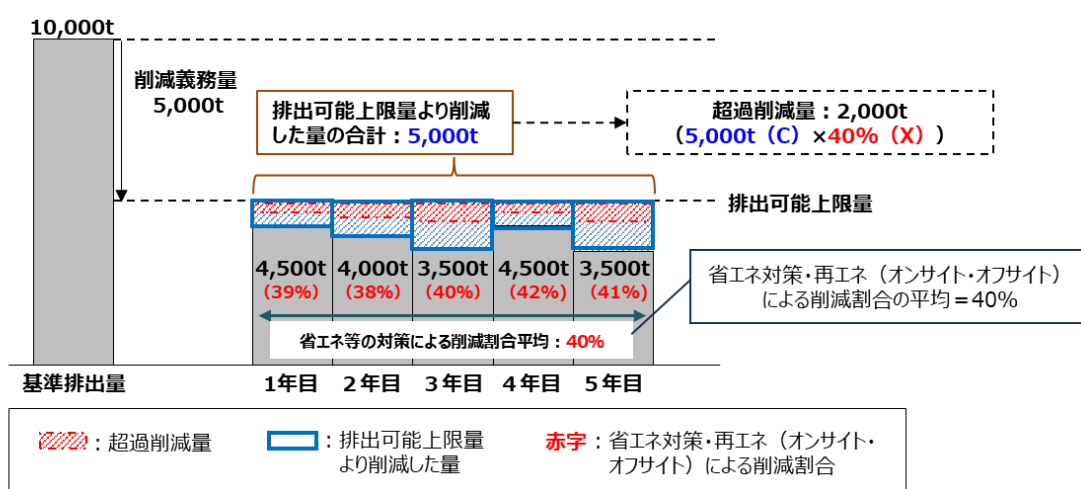 10,000t
削減義務量
5,000t
排出可能上限量より削減
した量の合計：5,000t
超過削減量：2,000t
（5,000t（C）×40%（X））
排出可能上限量
4,500t
（39%）
4,000t
（38%）
3,500t
（40%）
4,500t
（42%）
3,500t
（41%）
省エネ対策・再エネ（オンサイト・オフサイト）
による削減割合の平均＝40%
省エネ等の対策による削減割合平均：40%
基準排出量
1年目
２年目
３年目
４年目
５年目
：超過削減量
：排出可能上限量
より削減した量
赤字：省エネ対策・再エネ（オンサイト・
オフサイト）による削減割合